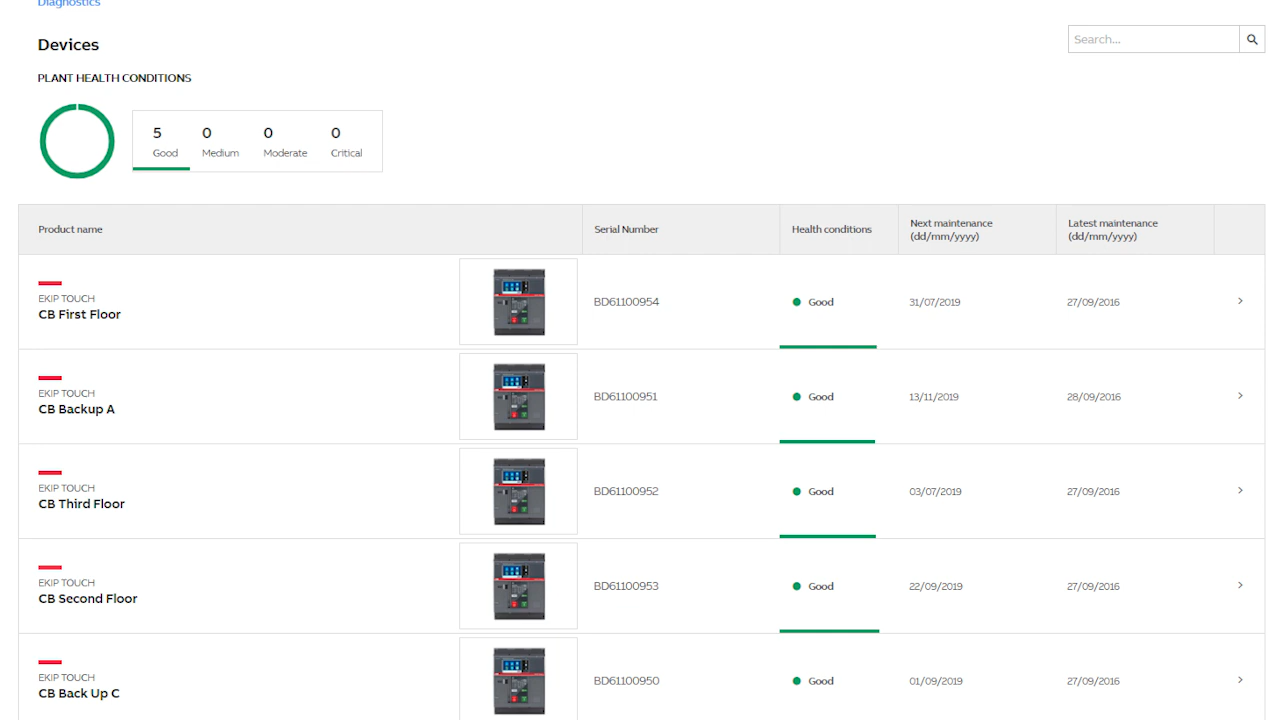 Diagnostics
Devices
Search...
PLANT HEALTH CONDITIONS
5 0 0 0
Good Medium Moderate Critical
Product name Serial Number Health conditions Next maintenance (dd/mm/yyyy) Latest maintenance (dd/mm/yyyy)
EKIP TOUCH
CB First Floor BD61100954 Good 31/07/2019 27/09/2016
EKIP TOUCH
CB Backup A BD61100951 Good 13/11/2019 28/09/2016
EKIP TOUCH
CB Third Floor BD61100952 Good 03/07/2019 27/09/2016
EKIP TOUCH
CB Second Floor BD61100953 Good 22/09/2019 27/09/2016
EKIP TOUCH
CB Back Up C BD61100950 Good 01/09/2019 27/09/2016